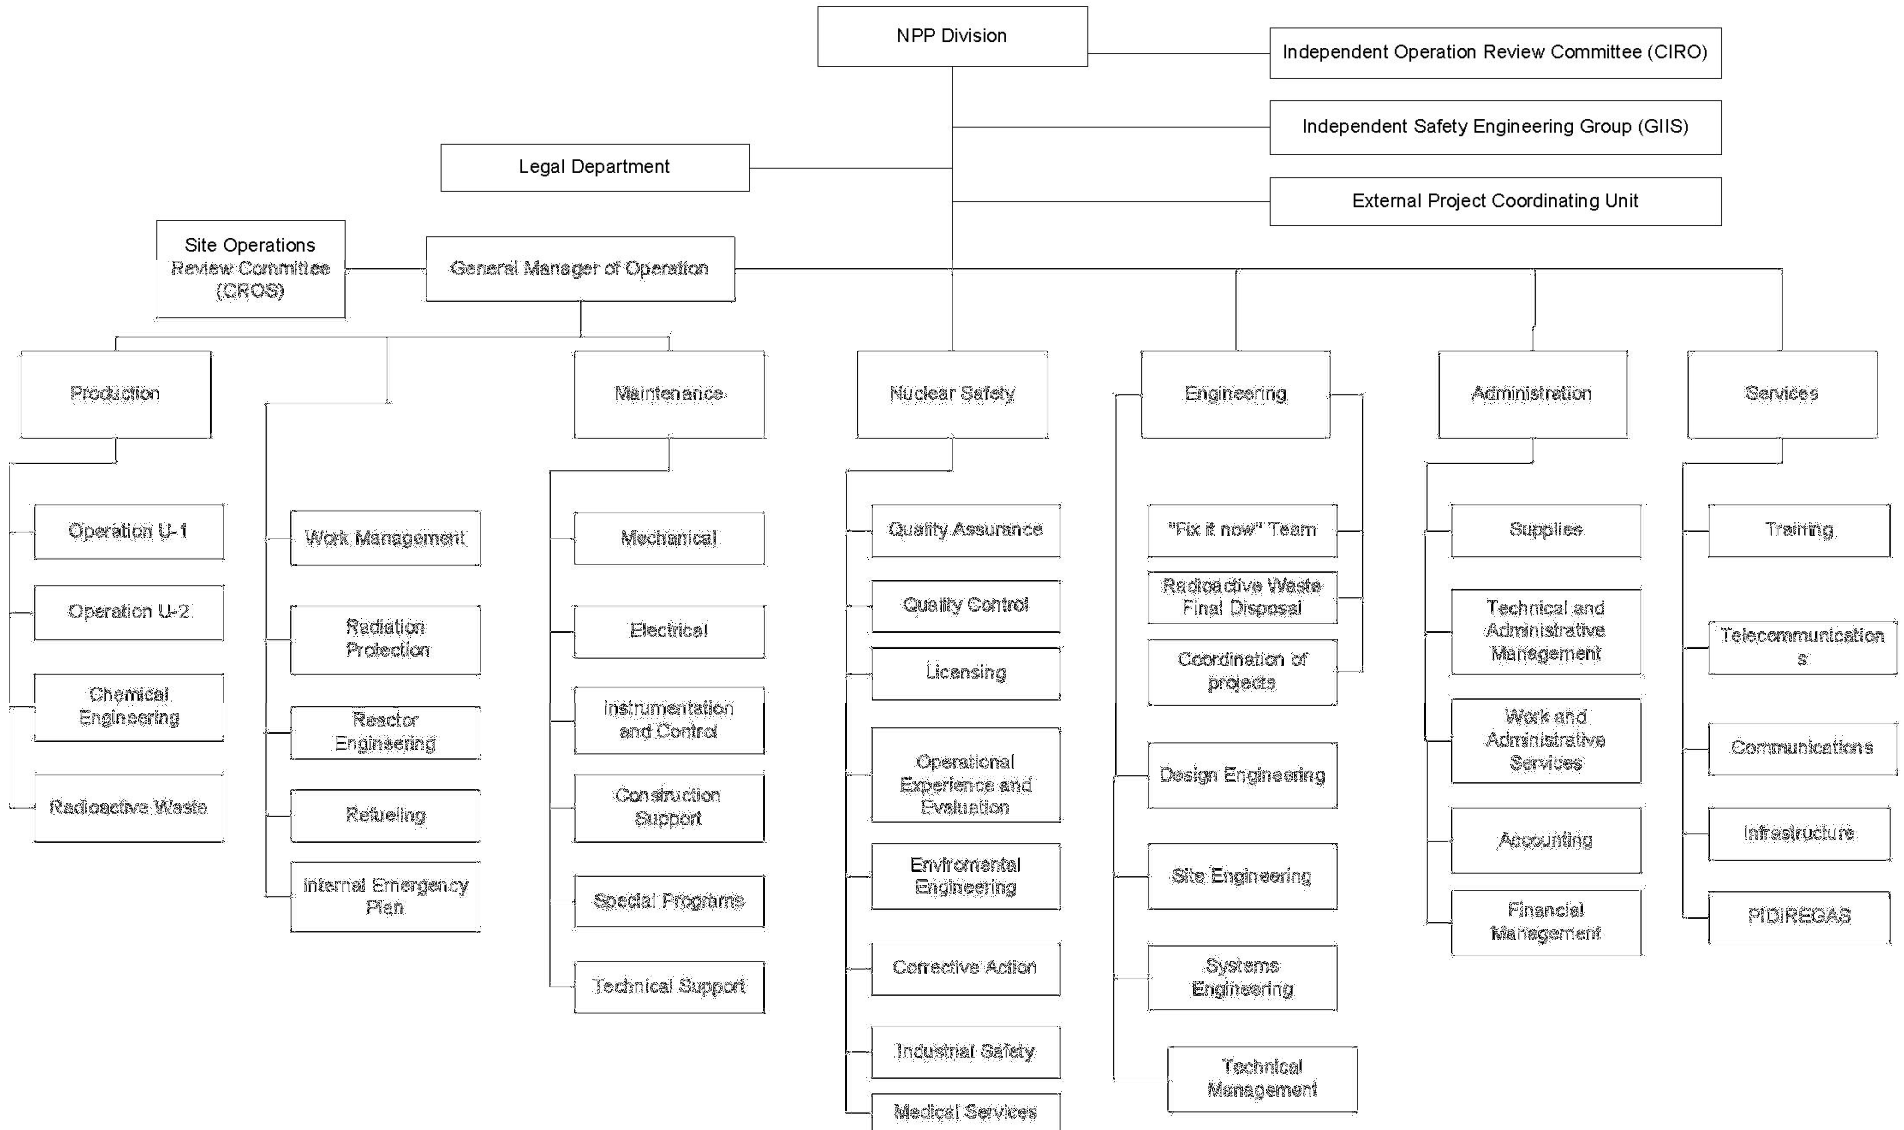 NPP Division
Independent Operation Review Committee (CIRO)
Independent Safety Engineering Group (GIIS)
Legal Department
External Project Coordinating Unit
Site Operations
Review Committee
(CROS)
General Manager of Operation
Production
Maintenance
Nuclear Safety
Engineering
Administration
Services
Operation U-1
Operation U-2
Chemical
Engineering
Radioactive Waste
Work Management
Radiation
Protection
Reactor
Engineering
Refueling
Internal Emergency
Plan
Mechanical
Electrical
Instrumentation
and Control
Construction
Support
Special Programs
Technical Support
Quality Assurance
Quality Control
Licensing
Operational
Experience and
Evaluation
Enviromental
Engineering
Corrective Action
Industrial Safety
Medical Services
"Fix it now" Team
Radioactive Waste
Final Disposal
Coordination of
projects
Design Engineering
Site Engineering
Systems
Engineering
Technical
Management
Supplies
Technical and
Administrative
Management
Work and
Administrative
Services
Accounting
Financial
Management
Training
Telecommunication
s
Communications
Infrastructure
PIDIREGAS